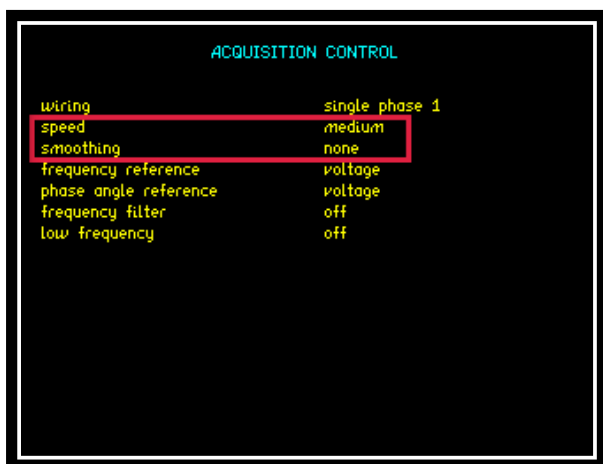 ACQUISITION CONTROL
wiring single phase 1
speed medium
smoothing none
frequency reference voltage
phase angle reference voltage
frequency filter off
low frequency off